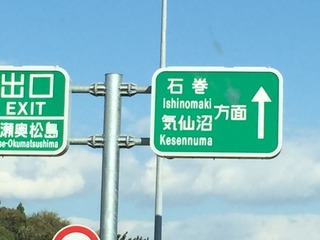 出口
EXIT
瀬奥松島
se-Okumatsushima
石巻
Ishinomaki
気仙沼
Kesennuma
方面